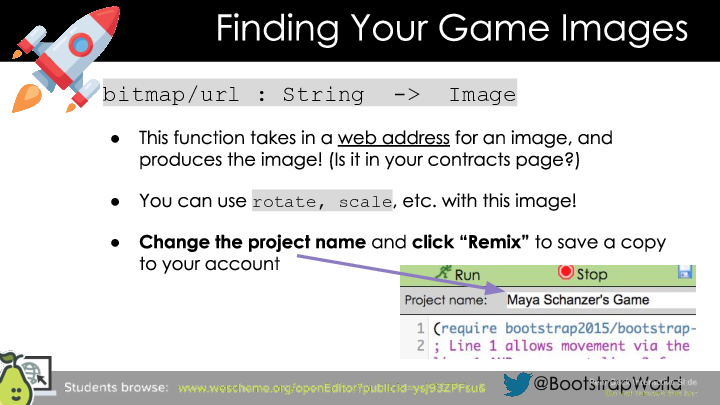 Finding Your Game Images
bitmap/url : String -> Image
● This function takes in a web address for an image, and
produces the image! (Is it in your contracts page?)
● You can use rotate, scale, etc. with this image!
● Change the project name and click “Remix” to save a copy
to your account
Run Stop
Project name: Maya Schanzer's Game
1 (require bootstrap2015/bootstrap-
2 ; Line 1 allows movement via the
Students browse: www.wescheme.org/openEditor?publicId=ysj93ZPFsu
@BootstrapWorld